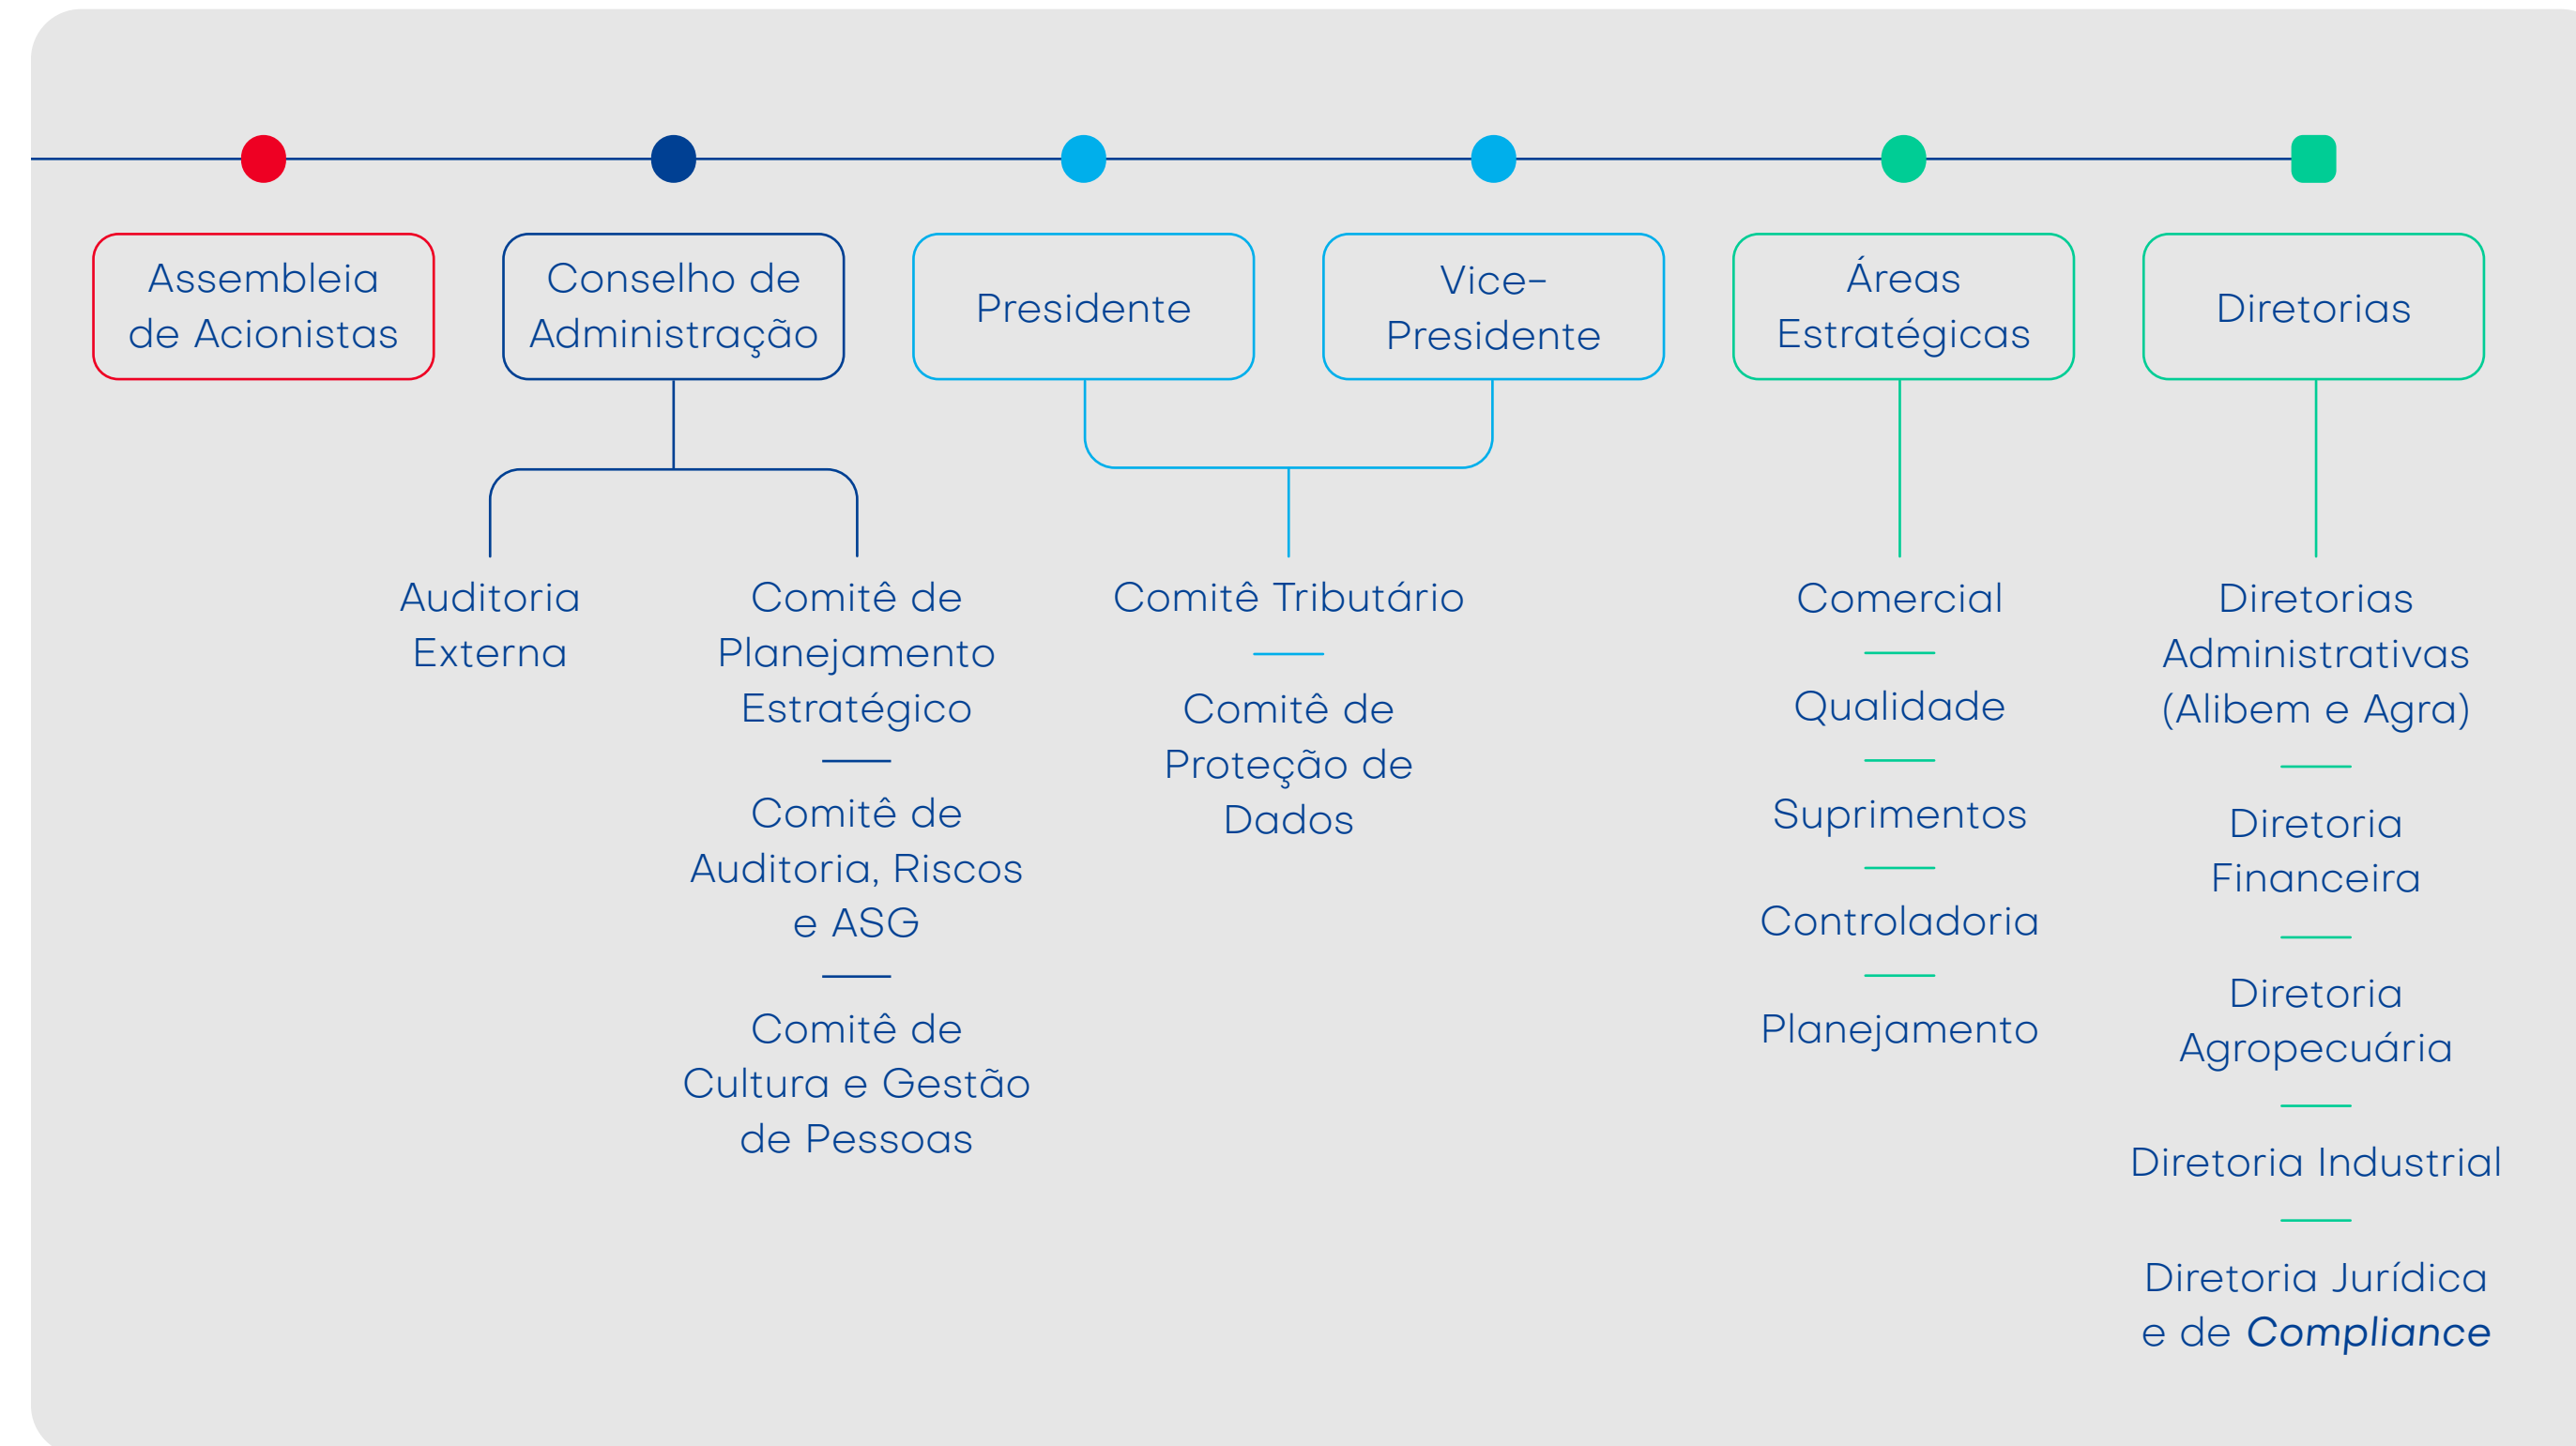 Assembleia
de Acionistas
Conselho de
Administração
Presidente
Vice-
Presidente
Áreas
Estratégicas
Diretorias
Auditoria
Externa
Comitê de
Planejamento
Estratégico
Comitê de
Auditoria, Riscos
e ASG
Comitê de
Cultura e Gestão
de Pessoas
Comitê Tributário
Comitê de
Proteção de
Dados
Comercial
Qualidade
Suprimentos
Controladoria
Planejamento
Diretorias
Administrativas
(Alibem e Agra)
Diretoria
Financeira
Diretoria
Agropecuária
Diretoria Industrial
Diretoria Jurídica
e de Compliance